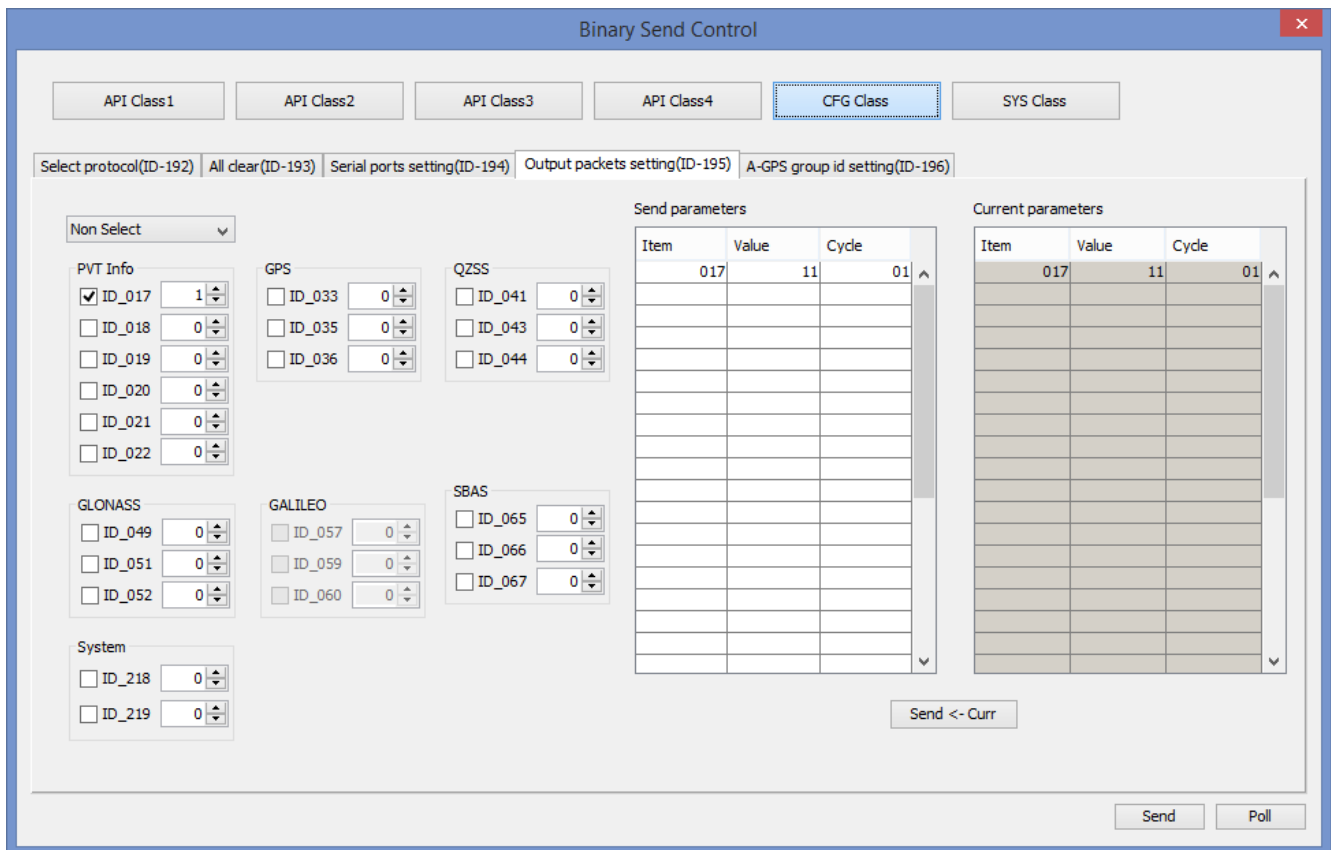 Binary Send Control
API Class1 API Class2 API Class3 API Class4 CFG Class SYS Class
Select protocol(ID-192) All clear(ID-193) Serial ports setting(ID-194) Output packets setting(ID-195) A-GPS group id setting(ID-196)
Non Select
PVT Info
ID_017 1
ID_018 0
ID_019 0
ID_020 0
ID_021 0
ID_022 0
GPS
ID_033 0
ID_035 0
ID_036 0
QZSS
ID_041 0
ID_043 0
ID_044 0
GLONASS
ID_049 0
ID_051 0
ID_052 0
GALILEO
ID_057 0
ID_059 0
ID_060 0
SBAS
ID_065 0
ID_066 0
ID_067 0
System
ID_218 0
ID_219 0
Send parameters
Item Value Cycle
017 11 01
Current parameters
Item Value Cycle
017 11 01
Send <- Curr
Send Poll